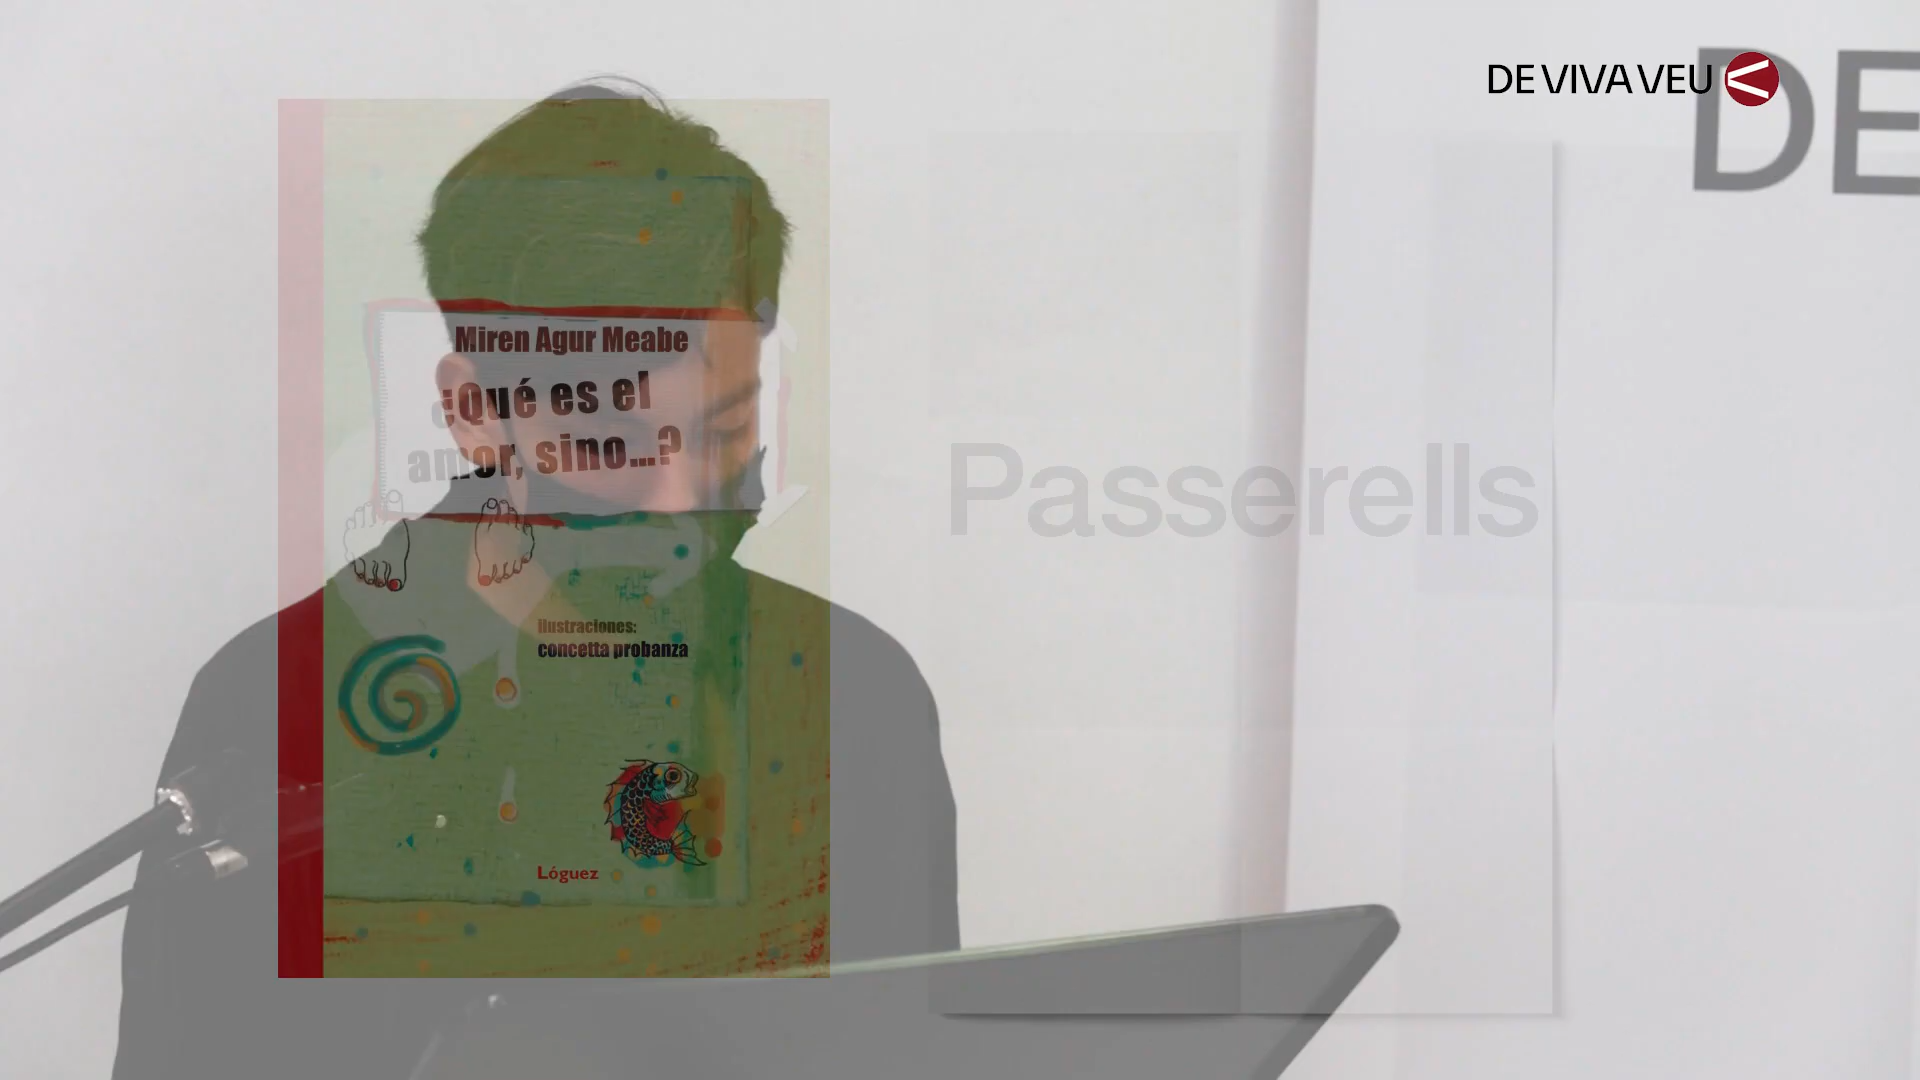 DE VIVA VEU
DE
Miren Agur Meabe
¿Qué es el
amor, sino...?
Passerells
ilustraciones:
concetta probanza
Lóguez